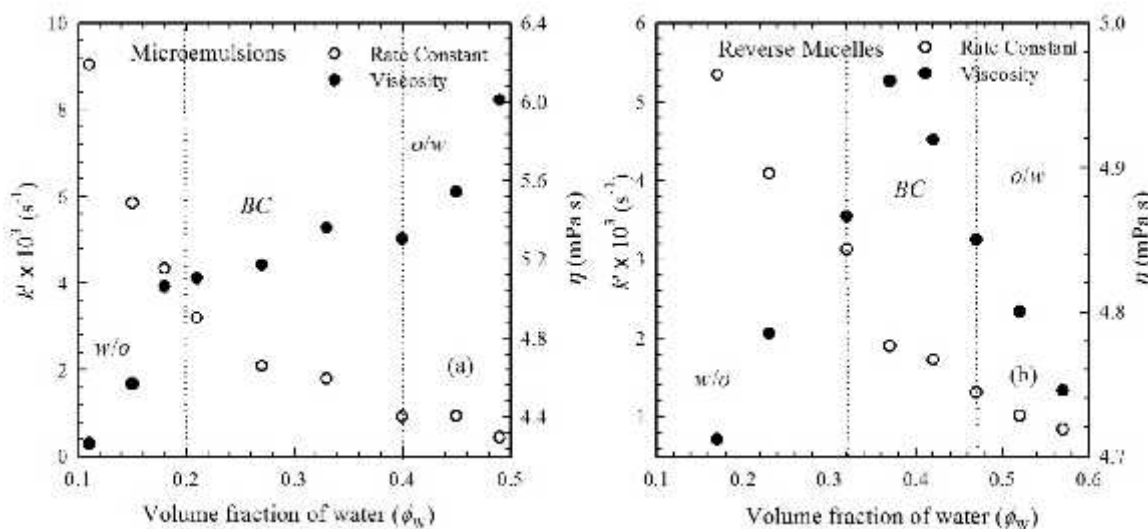 Microemulsions
Rate Constant
Viscosity
w/o
BC
o/w
(a)
k' x 10³ (s⁻¹)
10
8
6
4
2
0
η (mPa s)
6.4
6.0
5.6
5.2
4.8
4.4
0.1 0.2 0.3 0.4 0.5
Volume fraction of water (ϕw)
Reverse Micelles
Rate Constant
Viscosity
w/o
BC
o/w
(b)
k' x 10³ (s⁻¹)
6
5
4
3
2
1
η (mPa s)
5.0
4.9
4.8
4.7
0.1 0.2 0.3 0.4 0.5 0.6
Volume fraction of water (ϕw)